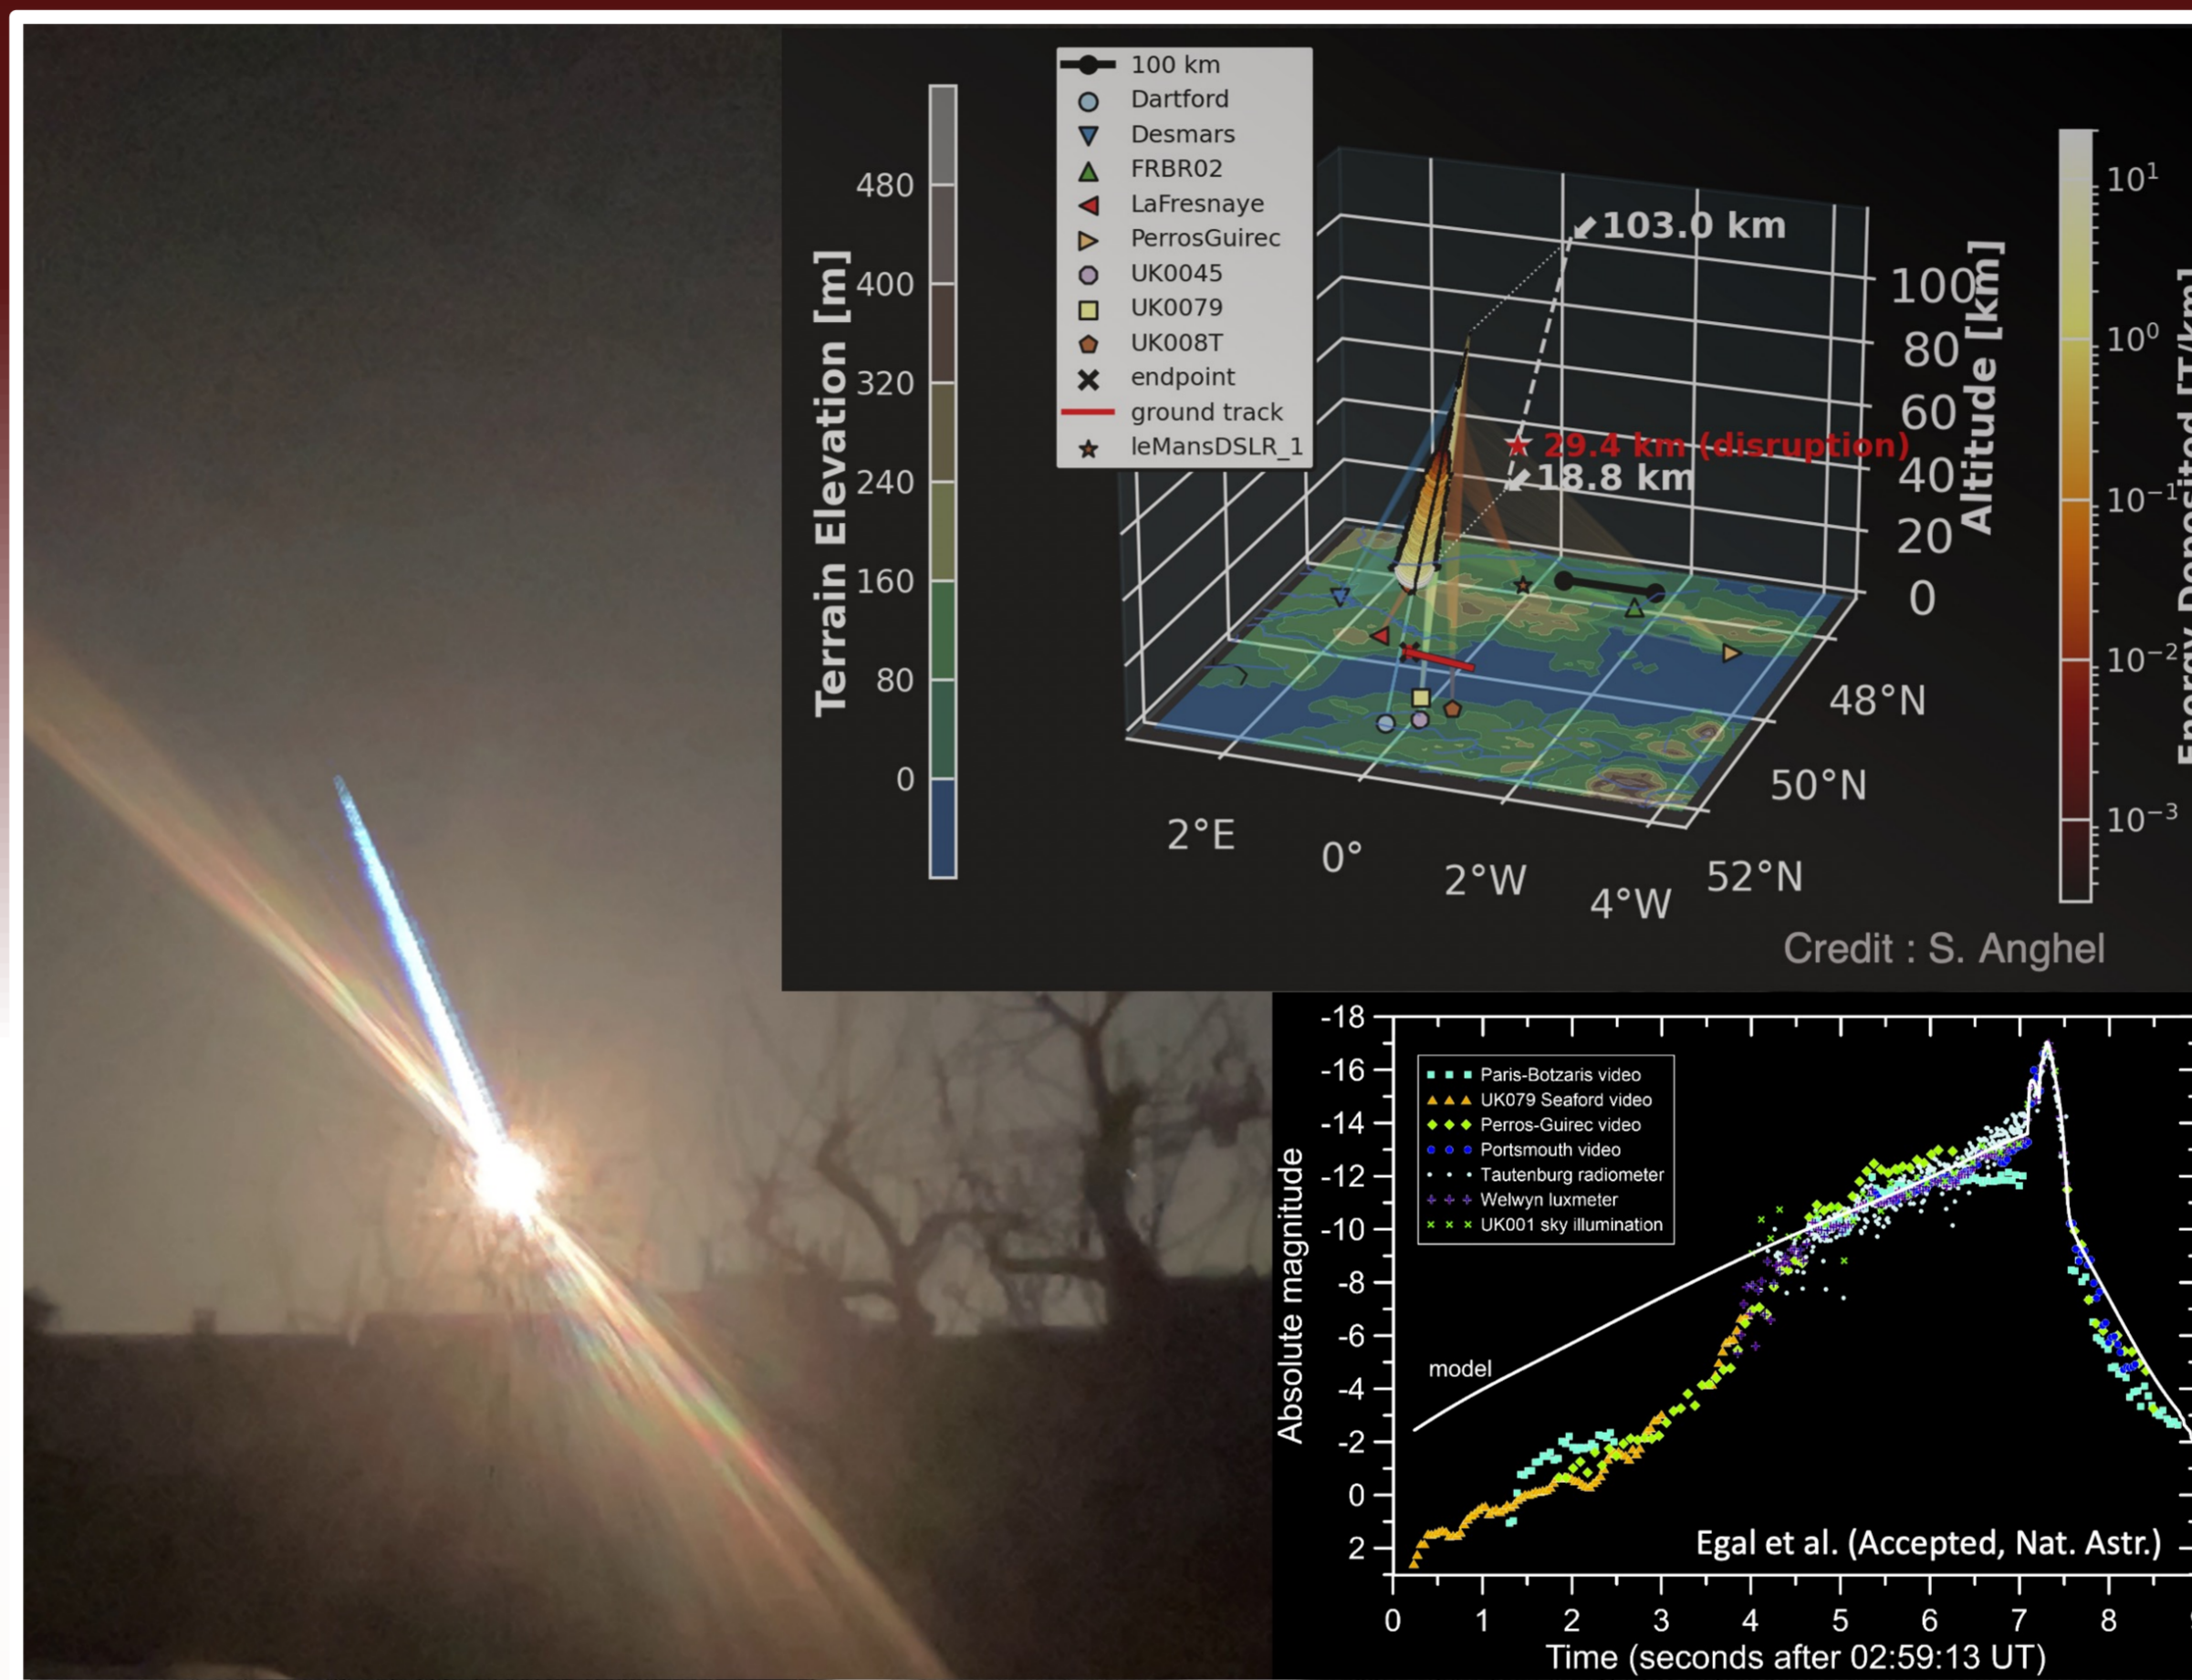 Terrain Elevation [m]
480
400
320
240
160
80
0
100 km
Dartford
Desmars
FRBR02
LaFresnaye
PerrosGuirec
UK0045
UK0079
UK008T
endpoint
ground track
leMansDSLR_1
103.0 km
29.4 km (disruption)
18.8 km
100
80
60
40
20
0
Altitude [km]
48°N
50°N
52°N
2°E
0°
2°W
4°W
10¹
10⁰
10⁻¹
10⁻²
10⁻³
Energy Deposited [T/km]
Credit : S. Anghel
Absolute magnitude
-18
-16
-14
-12
-10
-8
-6
-4
-2
0
2
Paris-Botzaris video
UK079 Seaford video
Perros-Guirec video
Portsmouth video
Tautenburg radiometer
Welwyn luxmeter
UK001 sky illumination
model
Egal et al. (Accepted, Nat. Astr.)
0 1 2 3 4 5 6 7 8
Time (seconds after 02:59:13 UT)